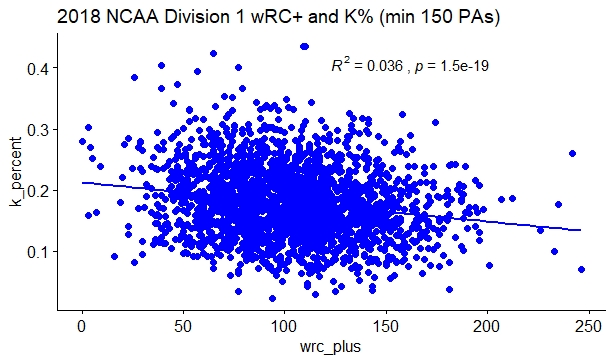 2018 NCAA Division 1 wRC+ and K% (min 150 PAs)
R² = 0.036 , p = 1.5e-19
0.4
0.3
0.2
0.1
k_percent
0 50 100 150 200 250
wrc_plus